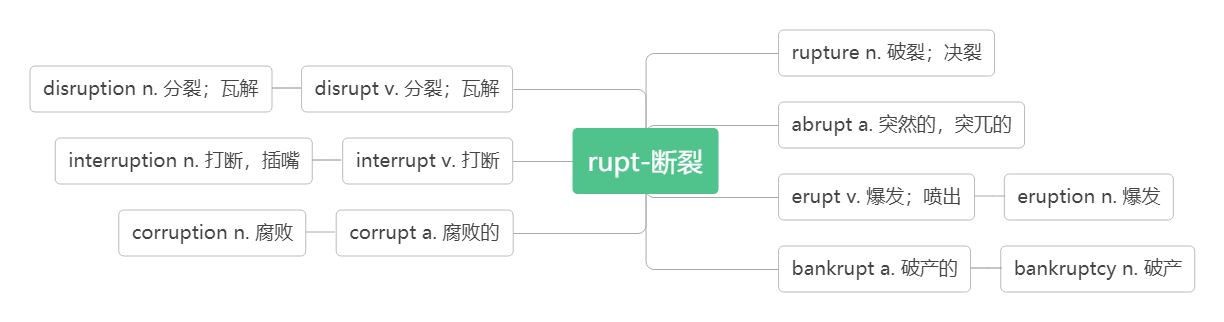 rupture n. 破裂；决裂
disruption n. 分裂；瓦解
disrupt v. 分裂；瓦解
abrupt a. 突然的，突兀的
interruption n. 打断，插嘴
interrupt v. 打断
rupt-断裂
erupt v. 爆发；喷出
eruption n. 爆发
corruption n. 腐败
corrupt a. 腐败的
bankrupt a. 破产的
bankruptcy n. 破产